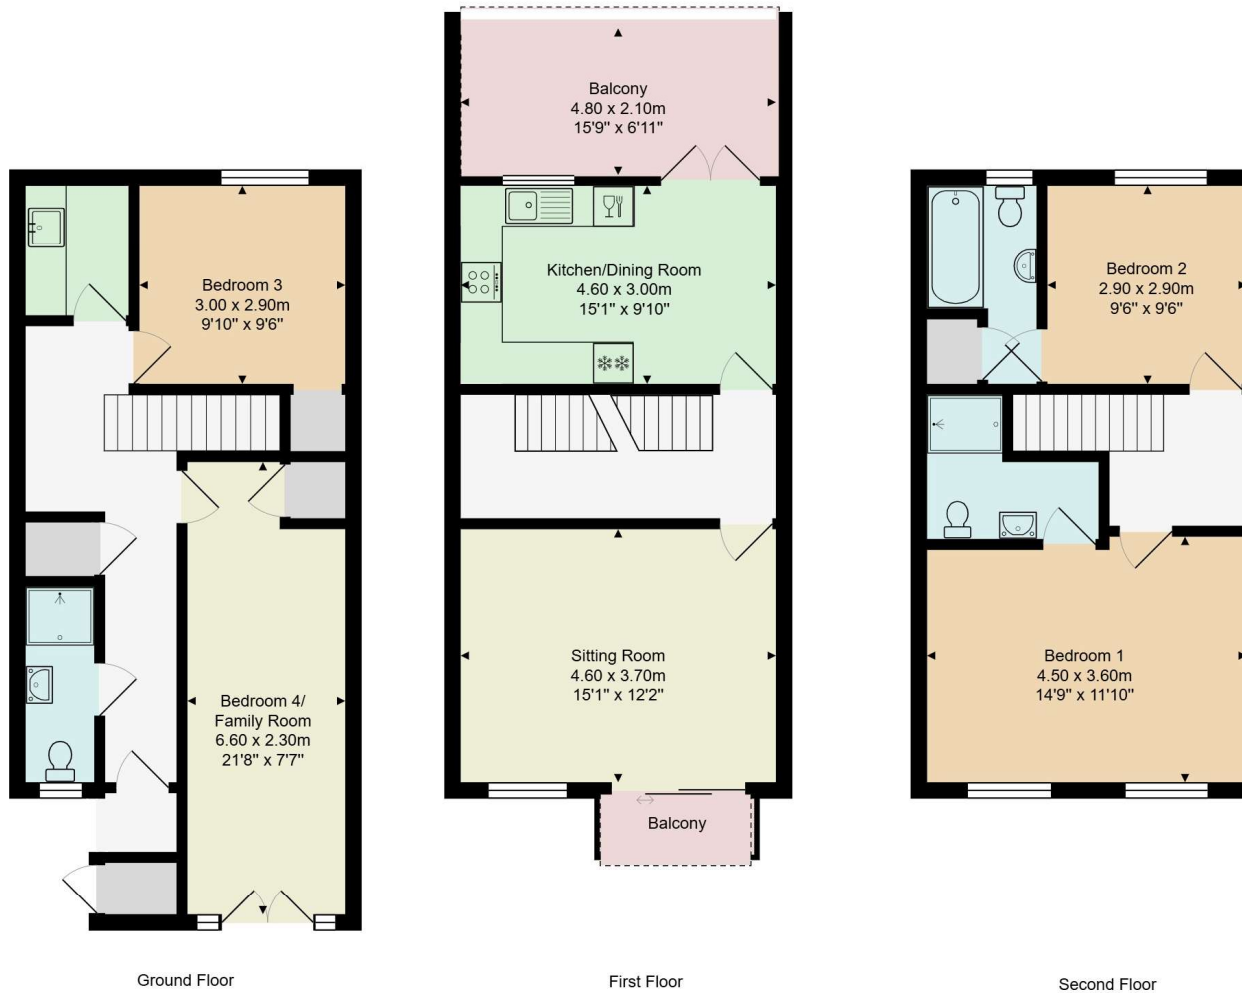 Balcony
4.80 x 2.10m
15'9" x 6'11"
Bedroom 3
3.00 x 2.90m
9'10" x 9'6"
Kitchen/Dining Room
4.60 x 3.00m
15'1" x 9'10"
Bedroom 2
2.90 x 2.90m
9'6" x 9'6"
Bedroom 4/
Family Room
6.60 x 2.30m
21'8" x 7'7"
Sitting Room
4.60 x 3.70m
15'1" x 12'2"
Bedroom 1
4.50 x 3.60m
14'9" x 11'10"
Balcony
Ground Floor
First Floor
Second Floor